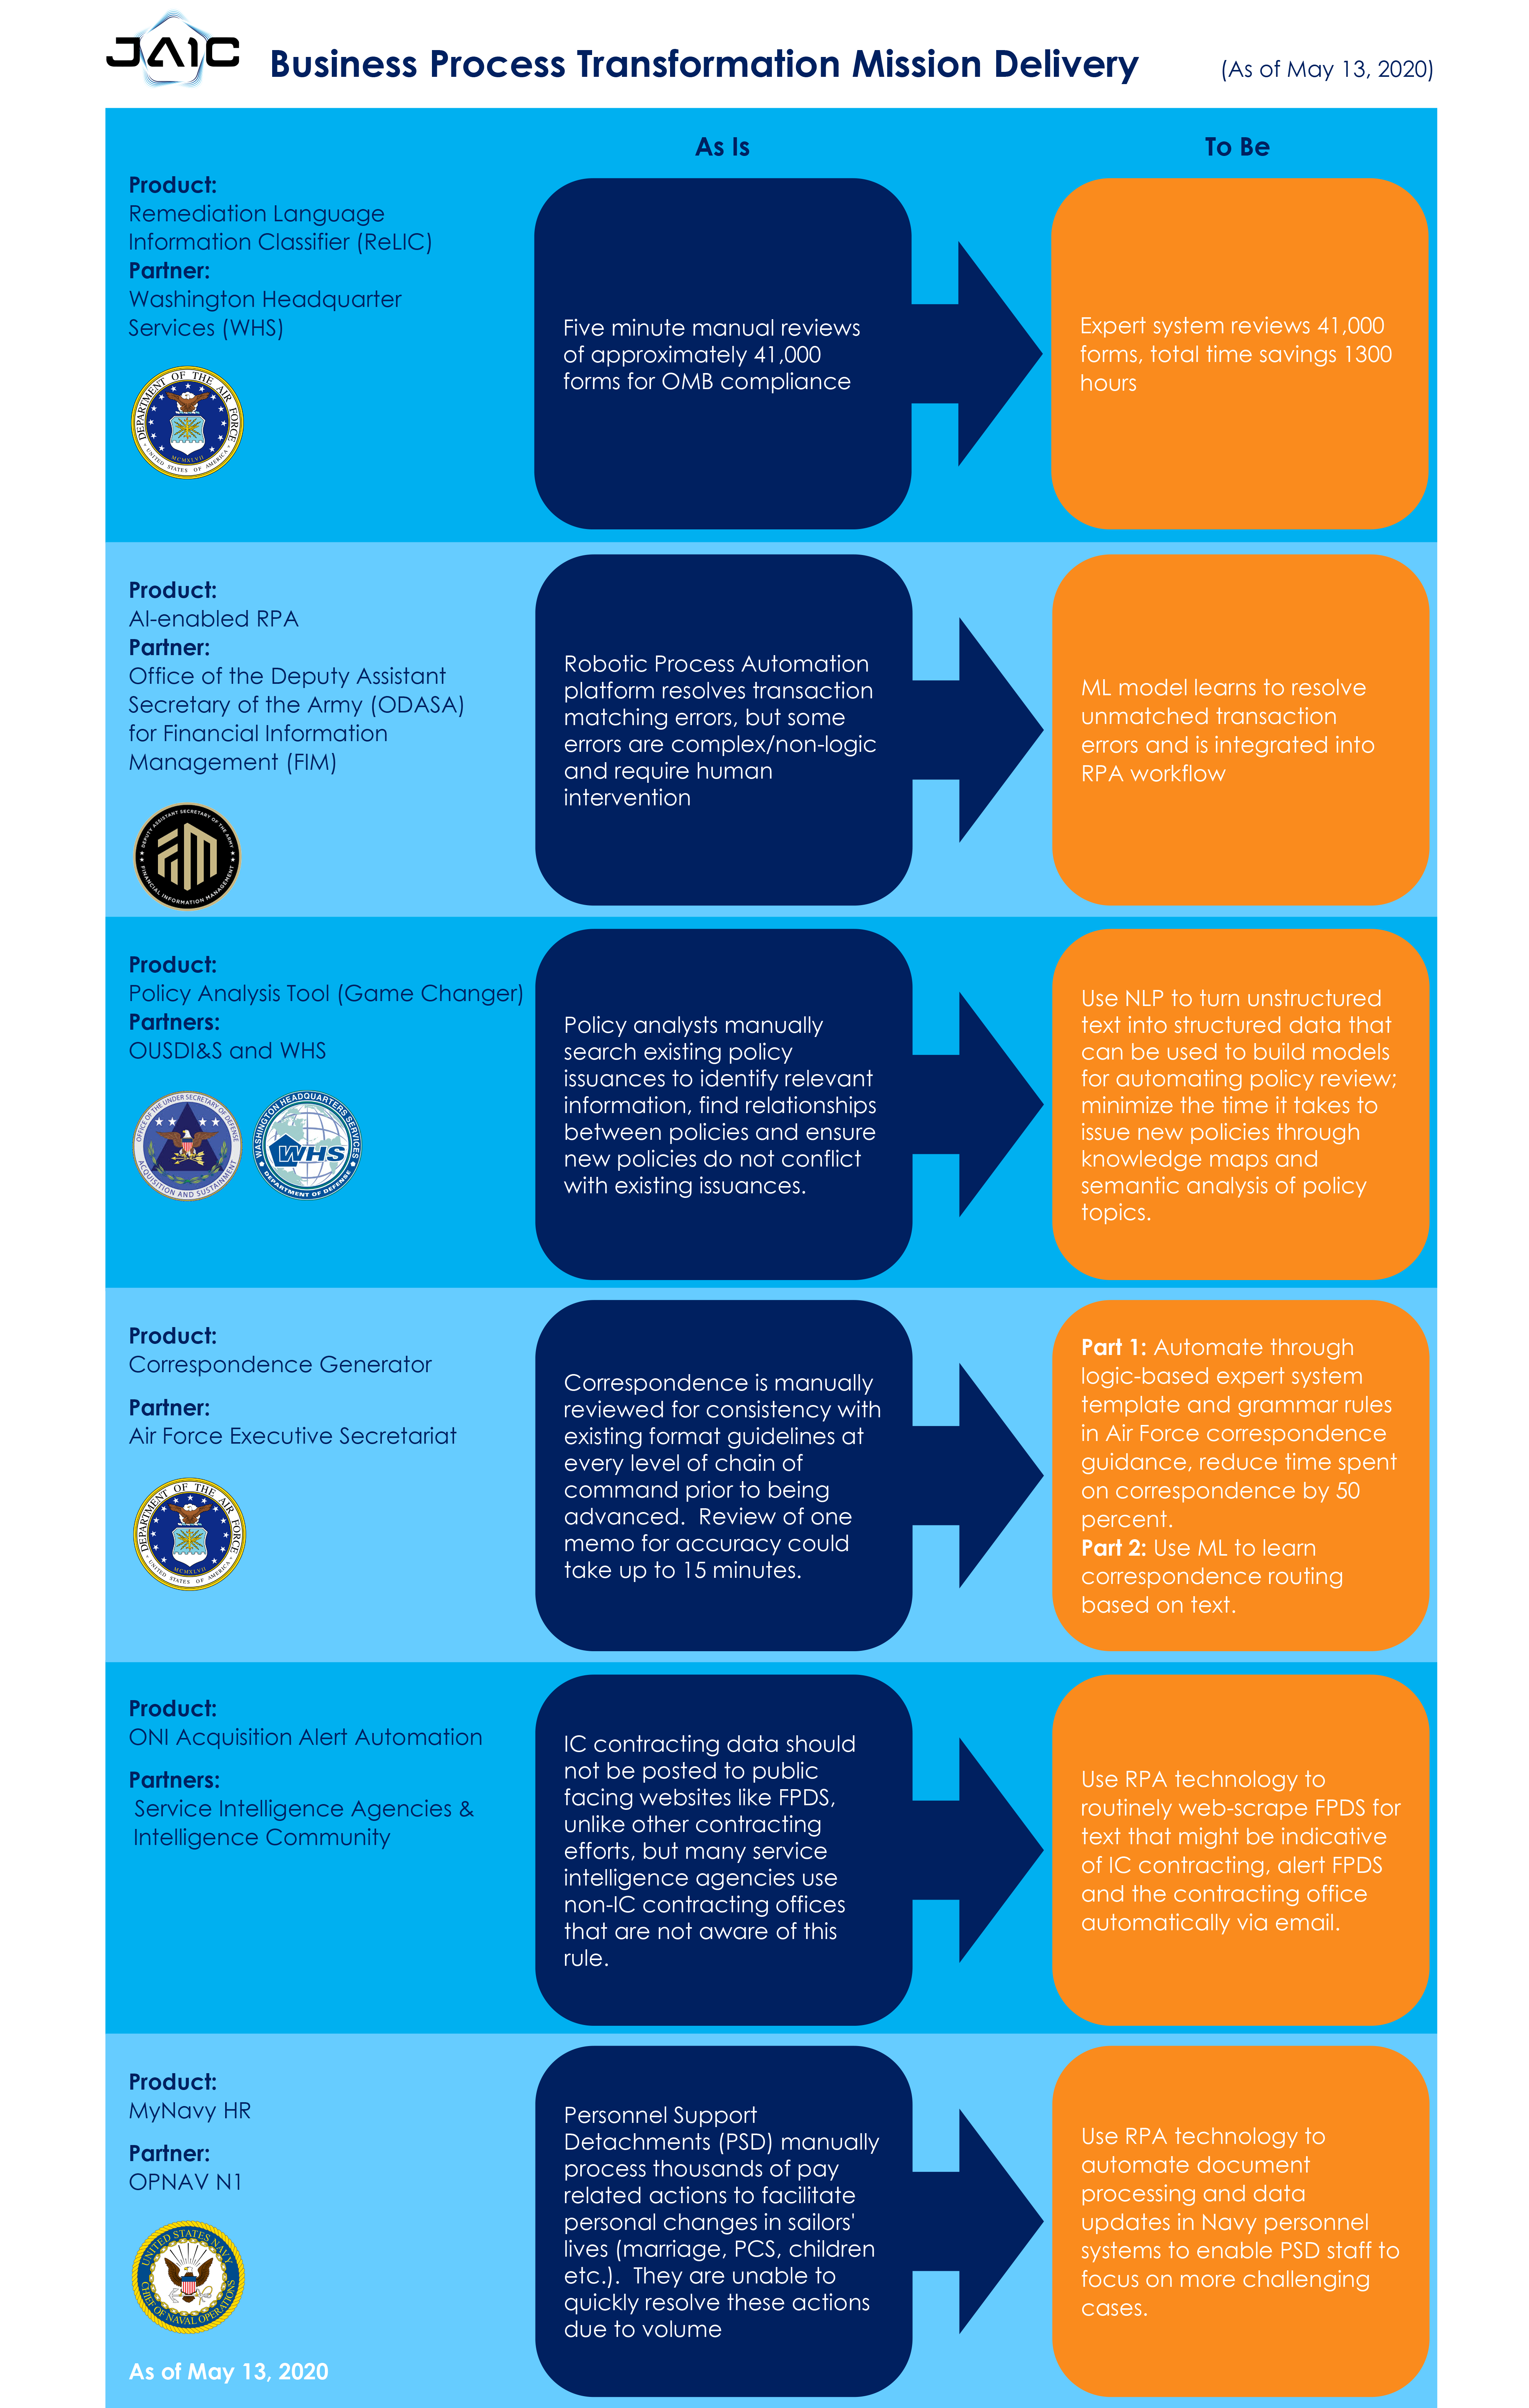 JAIC
Business Process Transformation Mission Delivery
(As of May 13, 2020)
As Is
To Be
Product:
Remediation Language
Information Classifier (ReLIC)
Partner:
Washington Headquarter
Services (WHS)
DEPARTMENT OF THE AIR FORCE
MCMXLVII
UNITED STATES OF AMERICA
Five minute manual reviews
of approximately 41,000
forms for OMB compliance
Expert system reviews 41,000
forms, total time savings 1300
hours
Product:
AI-enabled RPA
Partner:
Office of the Deputy Assistant
Secretary of the Army (ODASA)
for Financial Information
Management (FIM)
DEPUTY ASSISTANT SECRETARY OF THE ARMY
FIM
FINANCIAL INFORMATION MANAGEMENT
Robotic Process Automation
platform resolves transaction
matching errors, but some
errors are complex/non-logic
and require human
intervention
ML model learns to resolve
unmatched transaction
errors and is integrated into
RPA workflow
Product:
Policy Analysis Tool (Game Changer)
Partners:
OUSDI&S and WHS
OFFICE OF THE UNDER SECRETARY OF DEFENSE
ACQUISITION AND SUSTAINMENT
WASHINGTON HEADQUARTERS SERVICES
WHS
DEPARTMENT OF DEFENSE
Policy analysts manually
search existing policy
issuances to identify relevant
information, find relationships
between policies and ensure
new policies do not conflict
with existing issuances.
Use NLP to turn unstructured
text into structured data that
can be used to build models
for automating policy review;
minimize the time it takes to
issue new policies through
knowledge maps and
semantic analysis of policy
topics.
Product:
Correspondence Generator
Partner:
Air Force Executive Secretariat
DEPARTMENT OF THE AIR FORCE
MCMXLVII
UNITED STATES OF AMERICA
Correspondence is manually
reviewed for consistency with
existing format guidelines at
every level of chain of
command prior to being
advanced.  Review of one
memo for accuracy could
take up to 15 minutes.
Part 1: Automate through
logic-based expert system
template and grammar rules
in Air Force correspondence
guidance, reduce time spent
on correspondence by 50
percent.
Part 2: Use ML to learn
correspondence routing
based on text.
Product:
ONI Acquisition Alert Automation
Partners:
Service Intelligence Agencies &
Intelligence Community
IC contracting data should
not be posted to public
facing websites like FPDS,
unlike other contracting
efforts, but many service
intelligence agencies use
non-IC contracting offices
that are not aware of this
rule.
Use RPA technology to
routinely web-scrape FPDS for
text that might be indicative
of IC contracting, alert FPDS
and the contracting office
automatically via email.
Product:
MyNavy HR
Partner:
OPNAV N1
UNITED STATES NAVY
CHIEF OF NAVAL OPERATIONS
As of May 13, 2020
Personnel Support
Detachments (PSD) manually
process thousands of pay
related actions to facilitate
personal changes in sailors'
lives (marriage, PCS, children
etc.).  They are unable to
quickly resolve these actions
due to volume
Use RPA technology to
automate document
processing and data
updates in Navy personnel
systems to enable PSD staff to
focus on more challenging
cases.